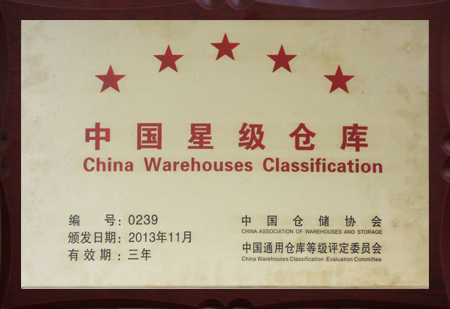 中国星级仓库
China Warehouses Classification
编 号: 0239
颁发日期: 2013年11月
有效期: 三年
中国仓储协会
CHINA ASSOCIATION OF WAREHOUSES AND STORAGE
中国通用仓库等级评定委员会
China Warehouses Classification Evaluation Committee